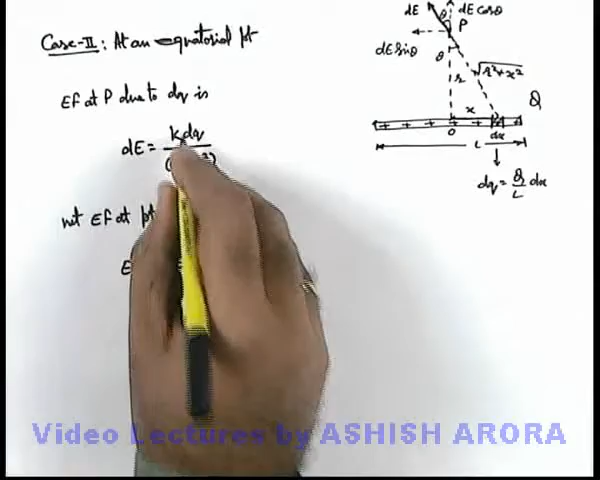 Case-II: At an equatorial pt
EF at P due to dq is
dE = kdq
net EF at pt
E
dE θ dE cosθ
P
dE sinθ
θ
r √r²+x²
x Q
+ + + +
O dx
L
dq = Q/L dx
Video Lectures by ASHISH ARORA